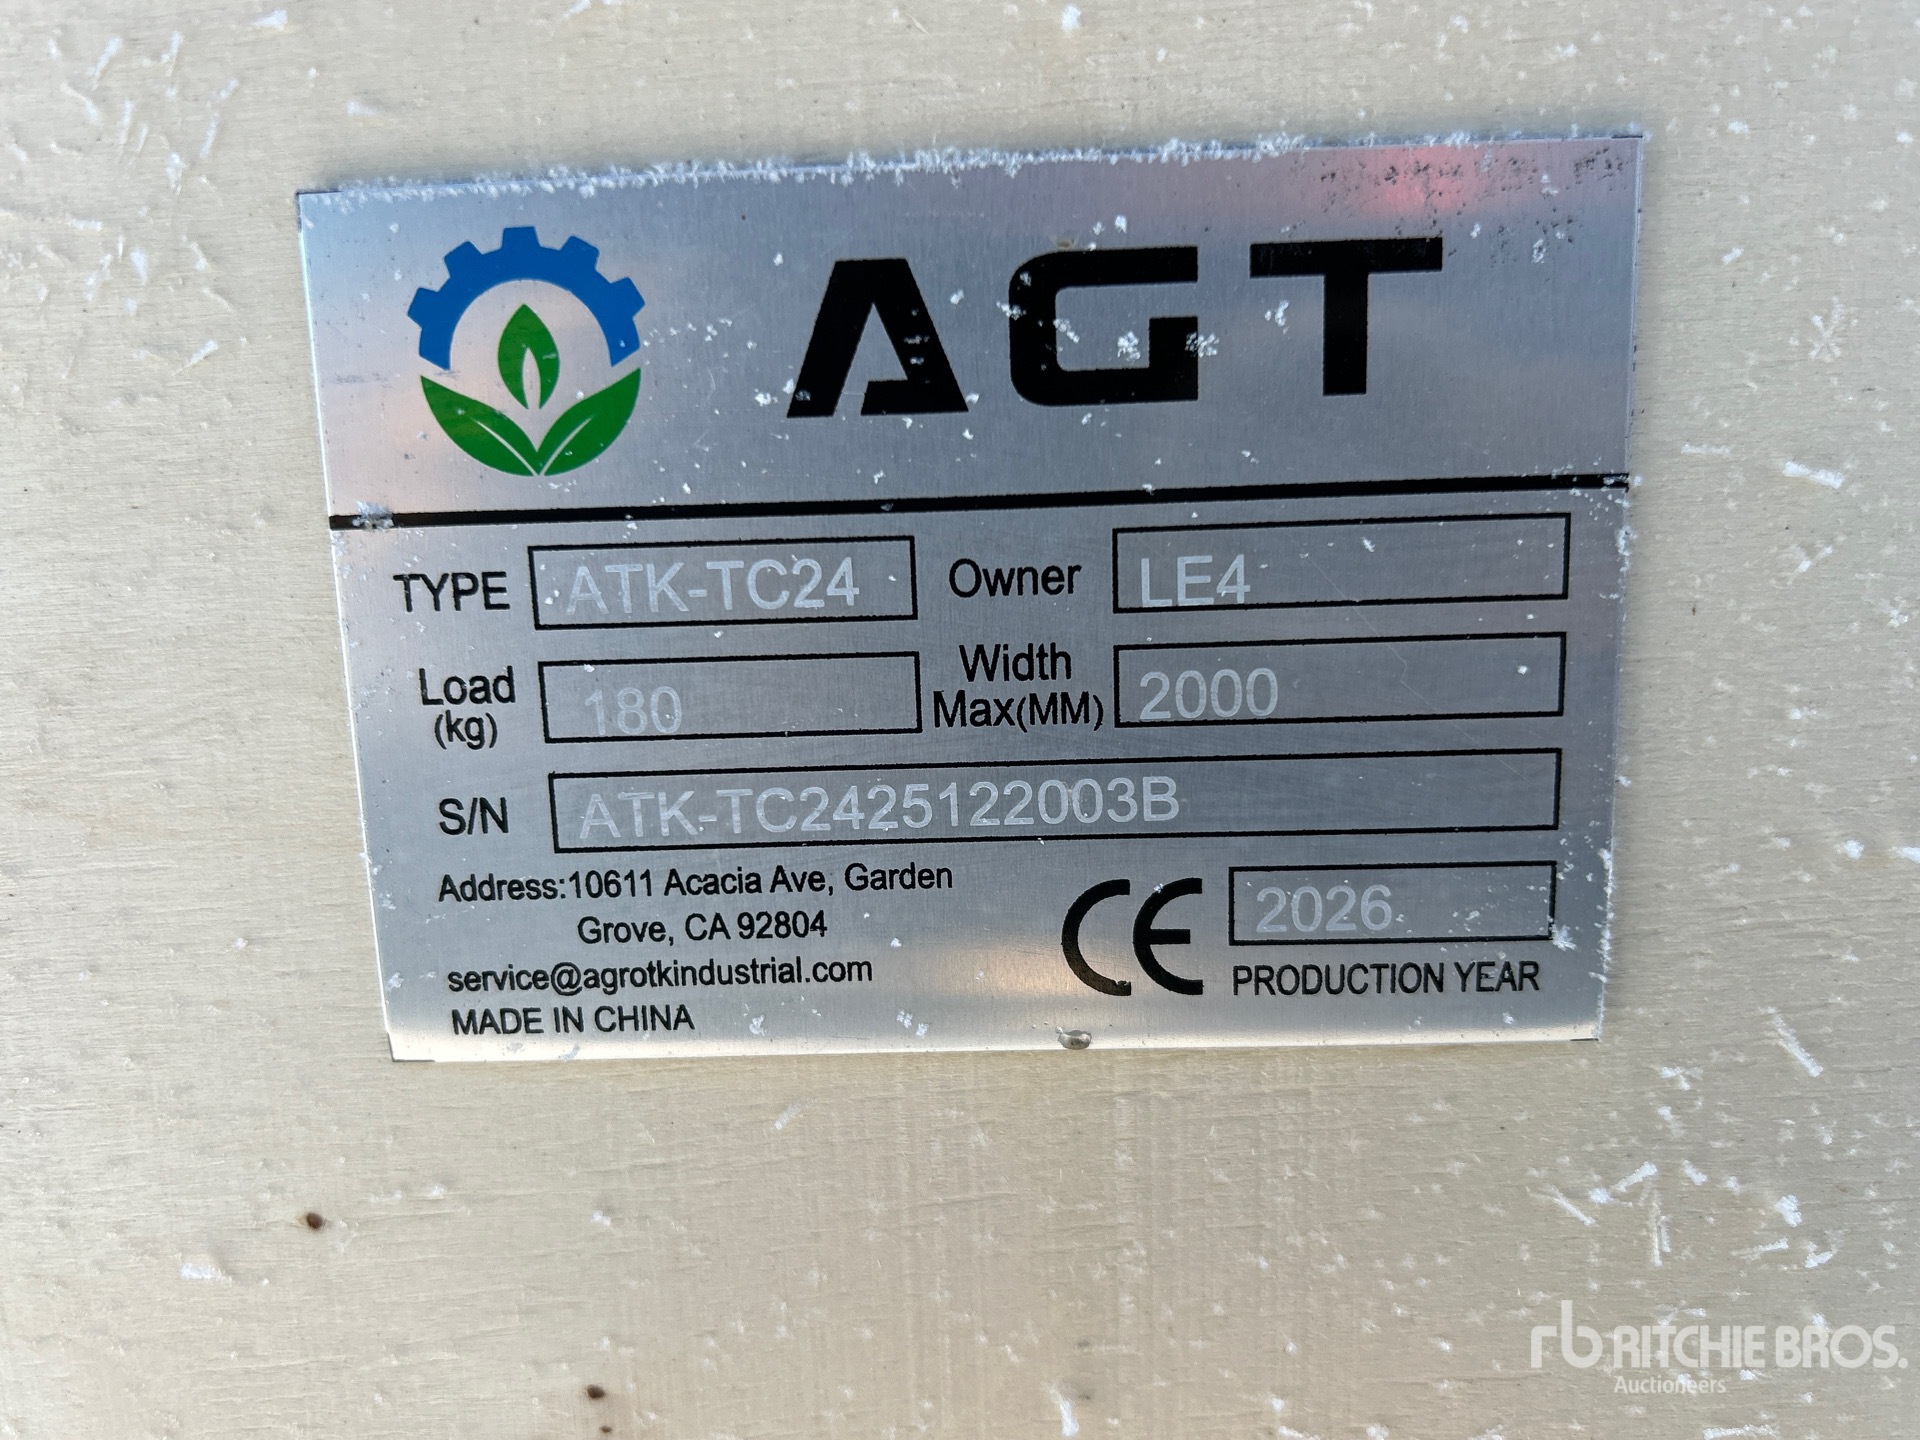 AGT
TYPE ATK-TC24 Owner LE4
Load (kg) 180 Width Max(MM) 2000
S/N ATK-TC2425122003B
Address:10611 Acacia Ave, Garden
Grove, CA 92804
service@agrotkindustrial.com
MADE IN CHINA
CE 2026
PRODUCTION YEAR
rb RITCHIE BROS.
Auctioneers